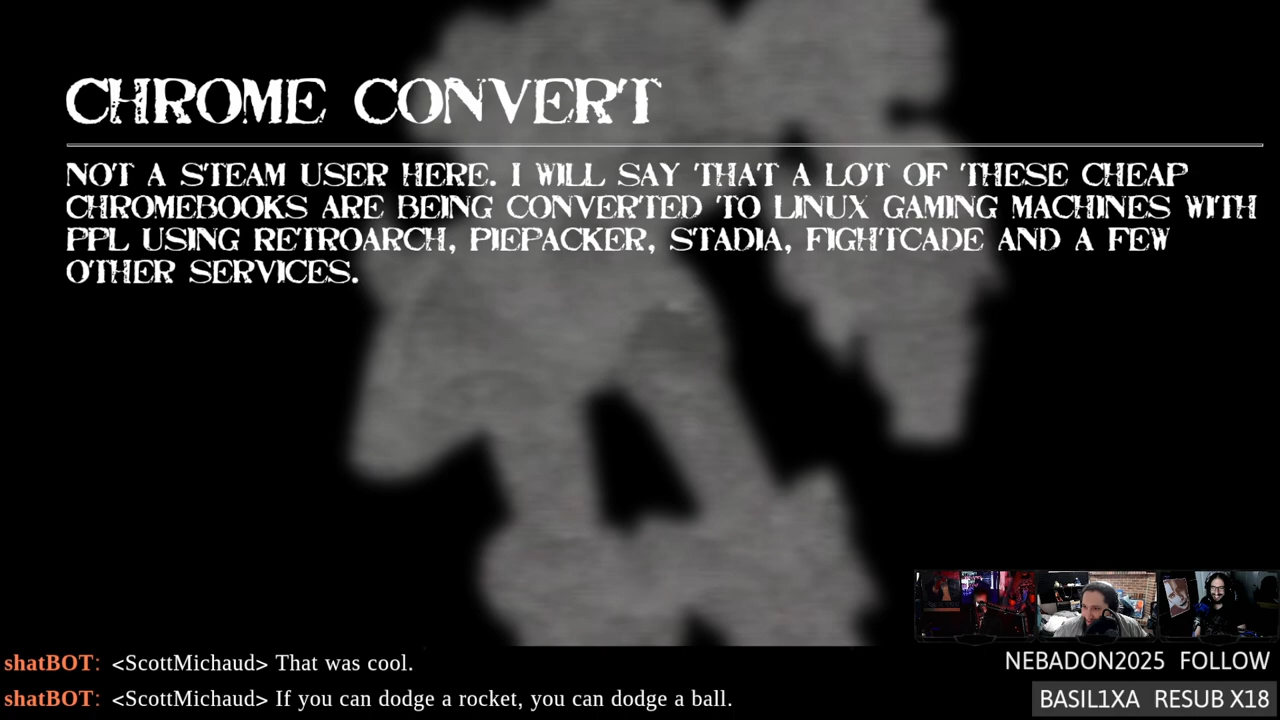 CHROME CONVERT
NOT A STEAM USER HERE. I WILL SAY THAT A LOT OF THESE CHEAP
CHROMEBOOKS ARE BEING CONVERTED TO LINUX GAMING MACHINES WITH
PPL USING RETROARCH, PIEPACKER, STADIA, FIGHTCADE AND A FEW
OTHER SERVICES.
shatBOT: <ScottMichaud> That was cool.
shatBOT: <ScottMichaud> If you can dodge a rocket, you can dodge a ball.
NEBADON2025 FOLLOW
BASIL1XA RESUB X18